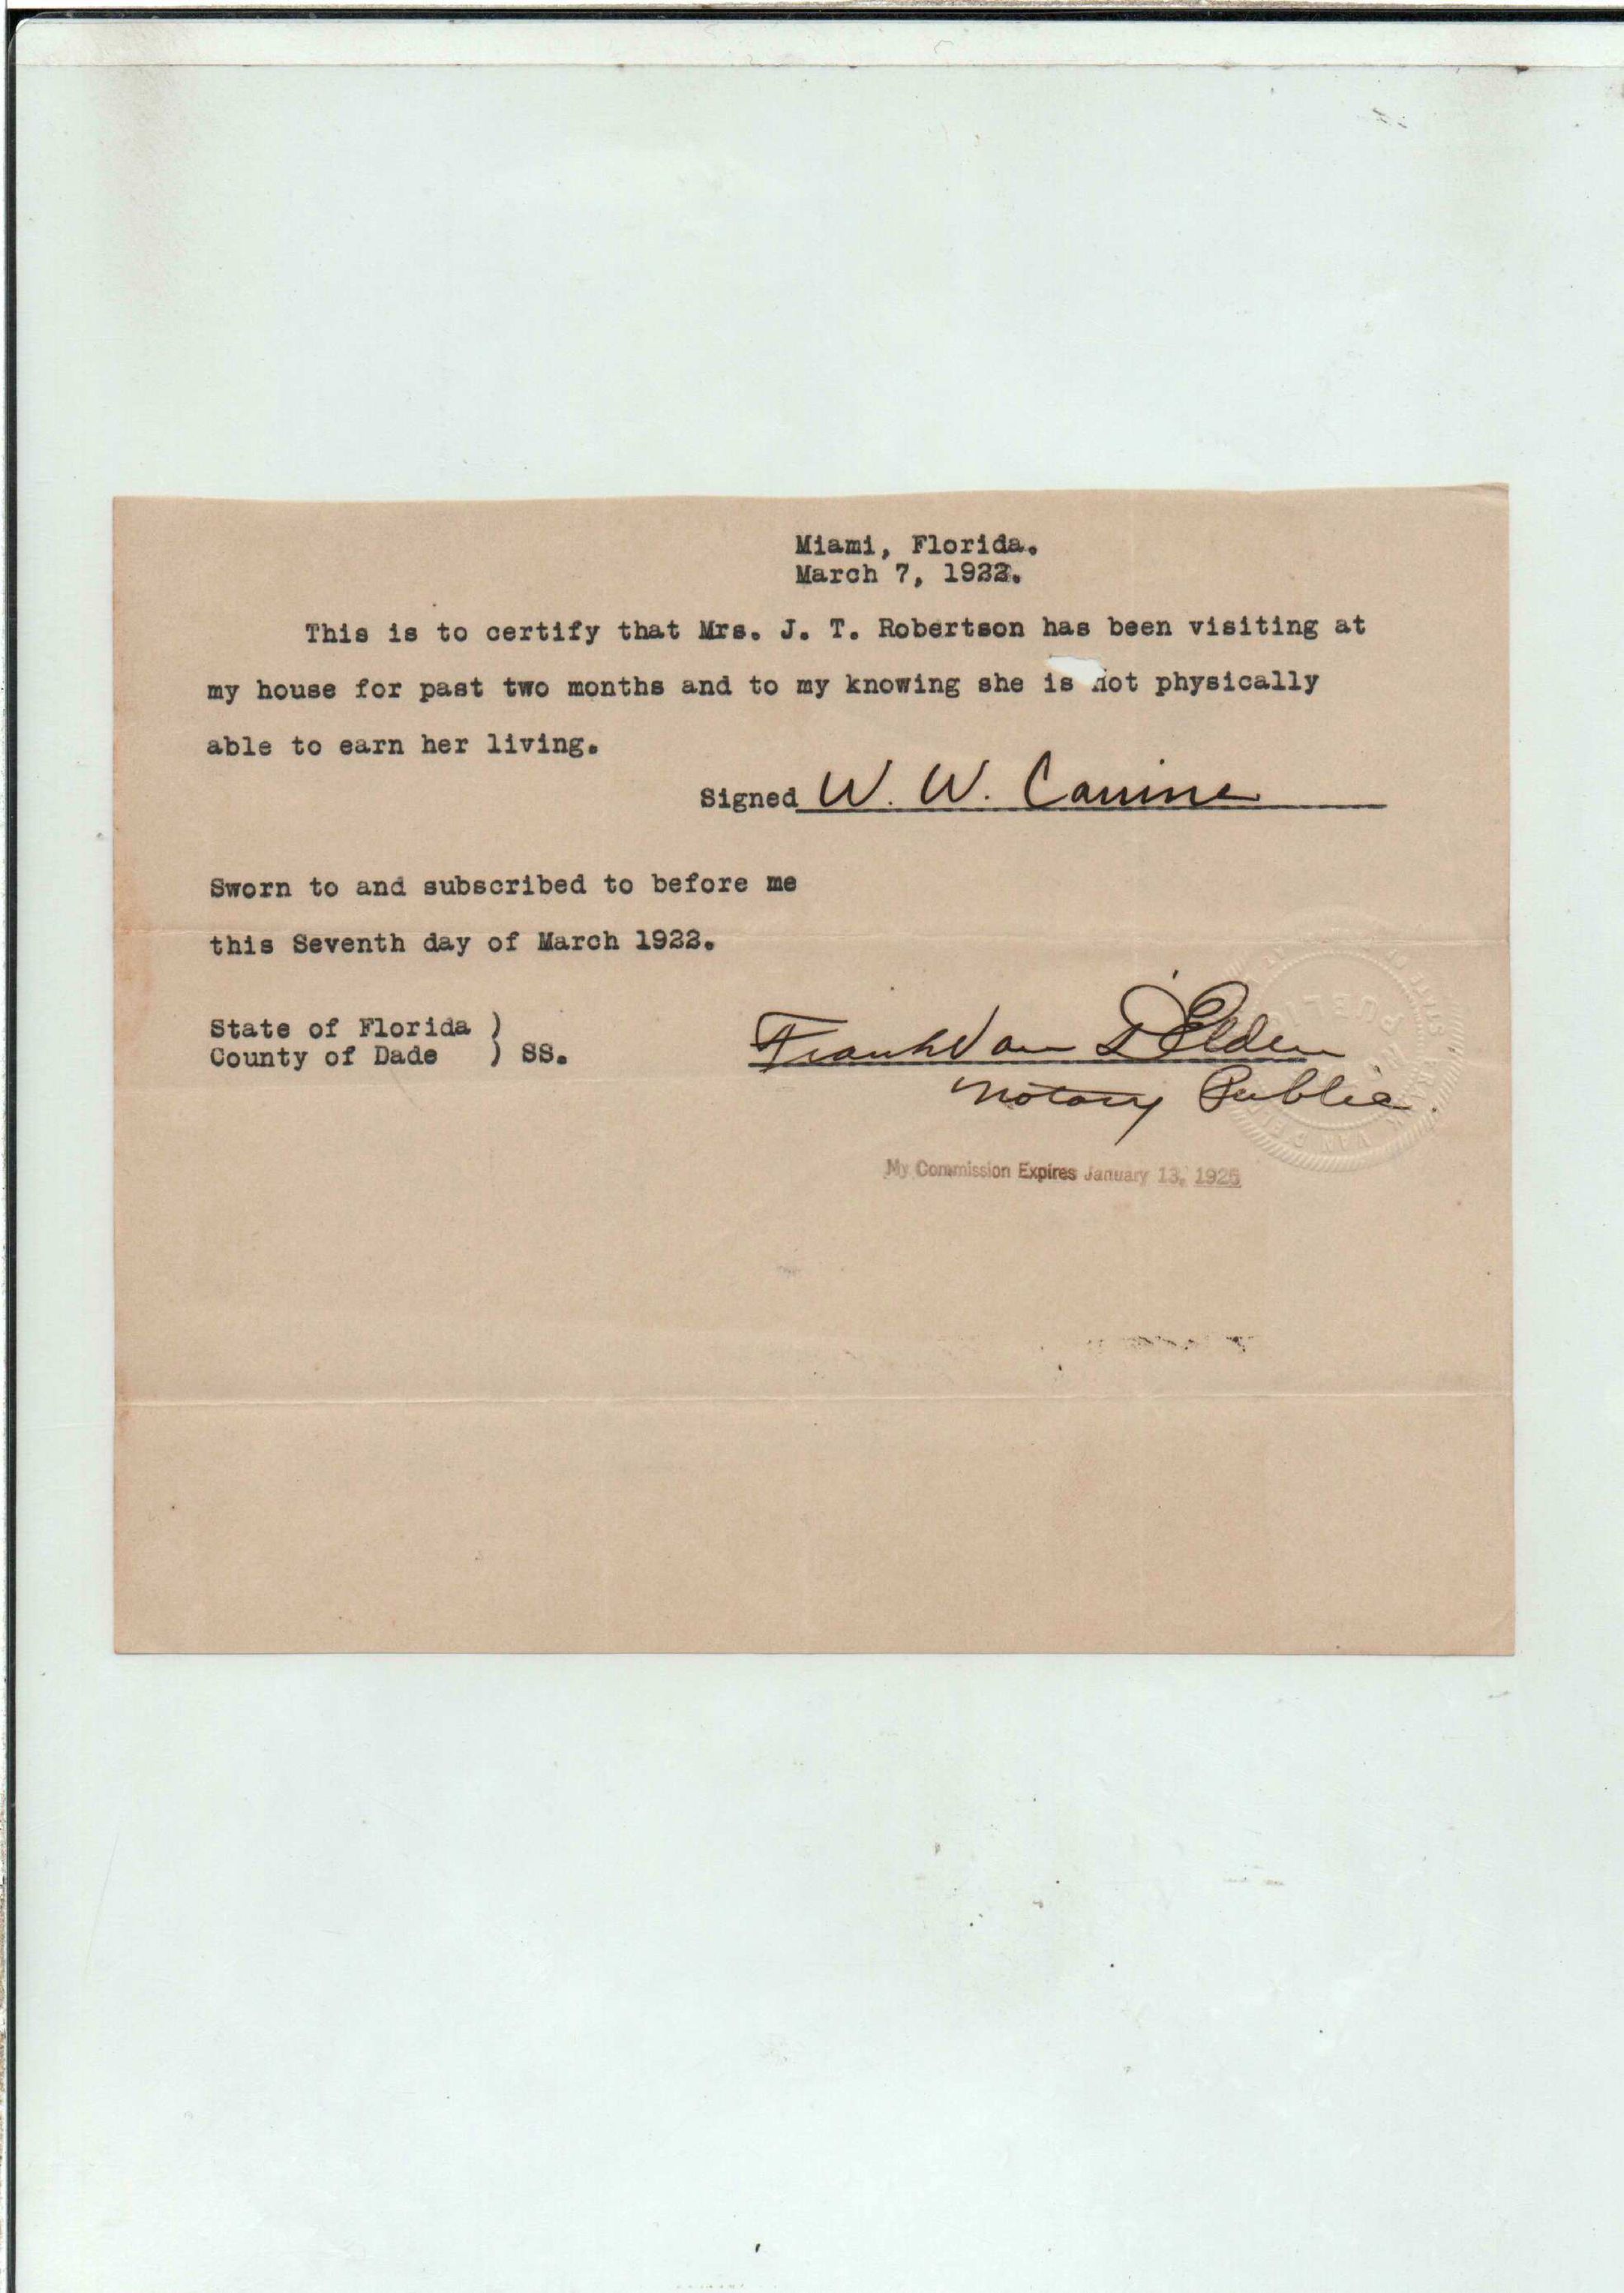 Miami, Florida.
March 7, 1922.
This is to certify that Mrs. J. T. Robertson has been visiting at
my house for past two months and to my knowing she is not physically
able to earn her living.
Signed W. W. Canine
Sworn to and subscribed to before me
this Seventh day of March 1922.
State of Florida )
County of Dade ) SS.
Frank Van D Elden
Notary Public.
My Commission Expires January 13, 1925